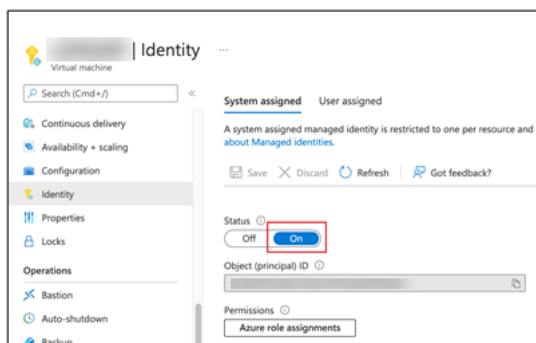 | Identity ...
Virtual machine
Search (Cmd+/)
Continuous delivery
Availability + scaling
Configuration
Identity
Properties
Locks
Operations
Bastion
Auto-shutdown
Backup
System assigned User assigned
A system assigned managed identity is restricted to one per resource and
about Managed identities.
Save Discard Refresh Got feedback?
Status
Off On
Object (principal) ID
Permissions
Azure role assignments